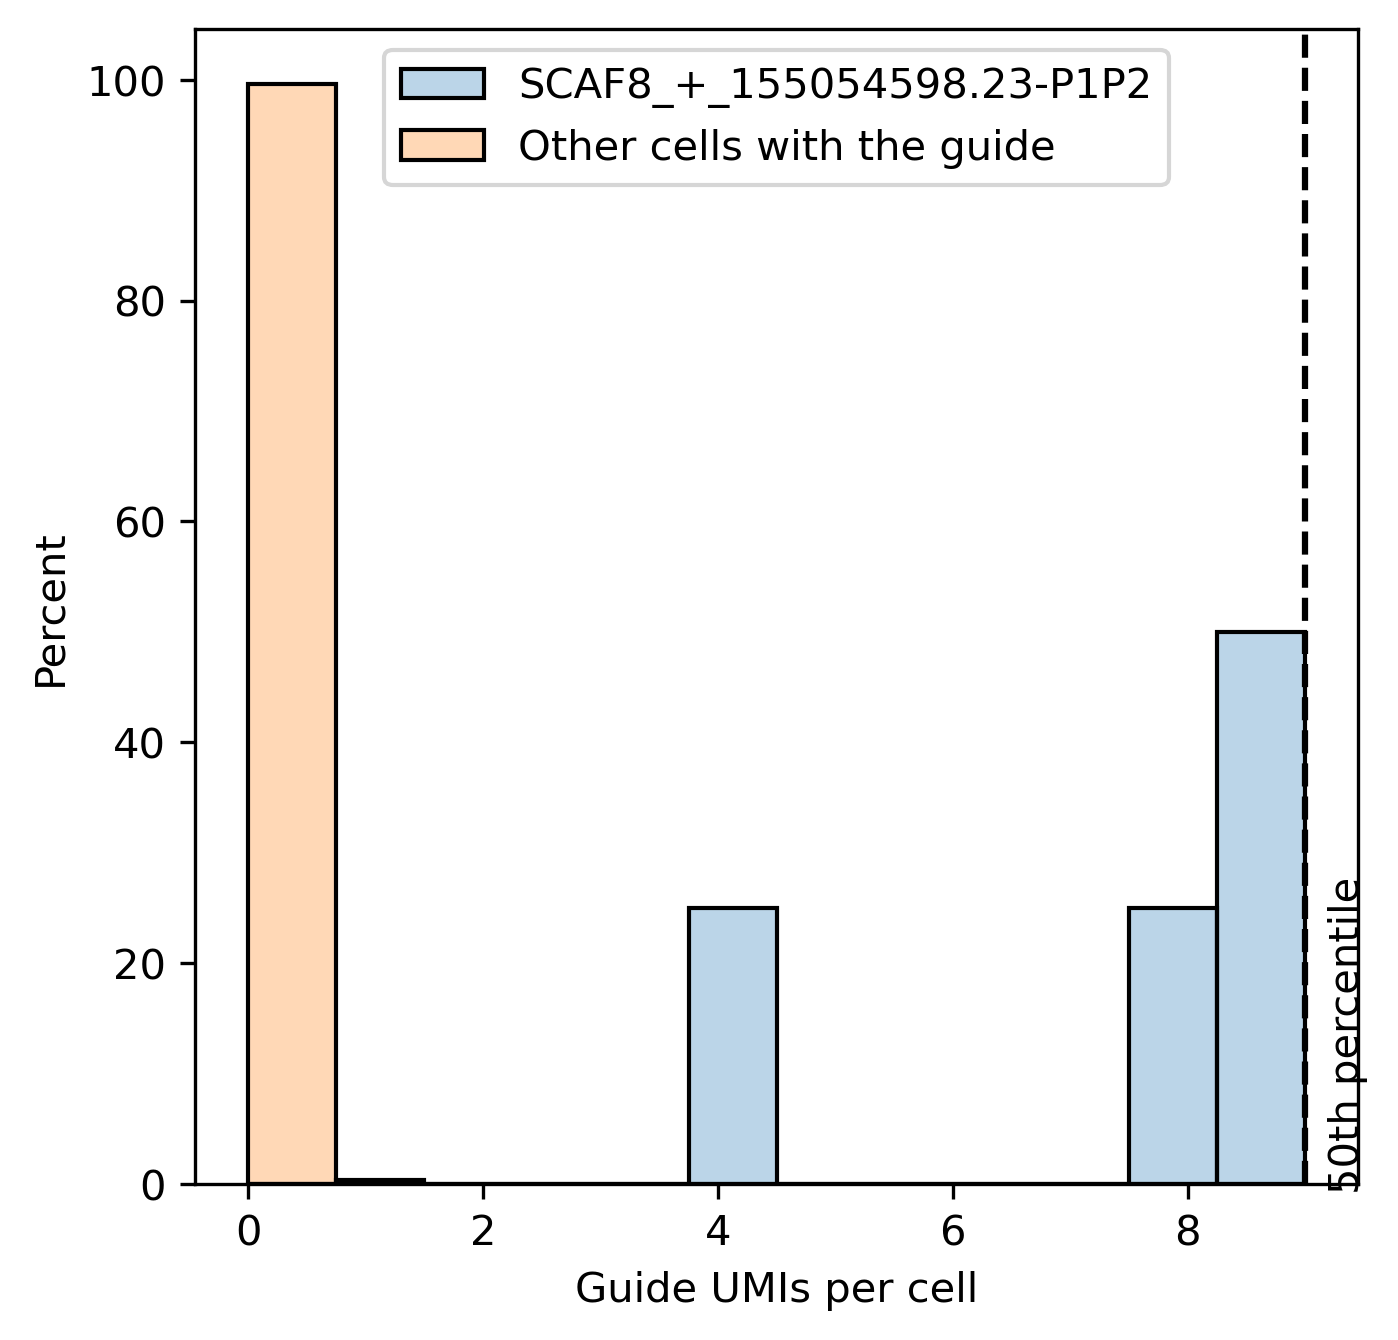 SCAF8_+_155054598.23-P1P2
Other cells with the guide
100
80
60
40
20
0
Percent
0 2 4 6 8
Guide UMIs per cell
50th percentile